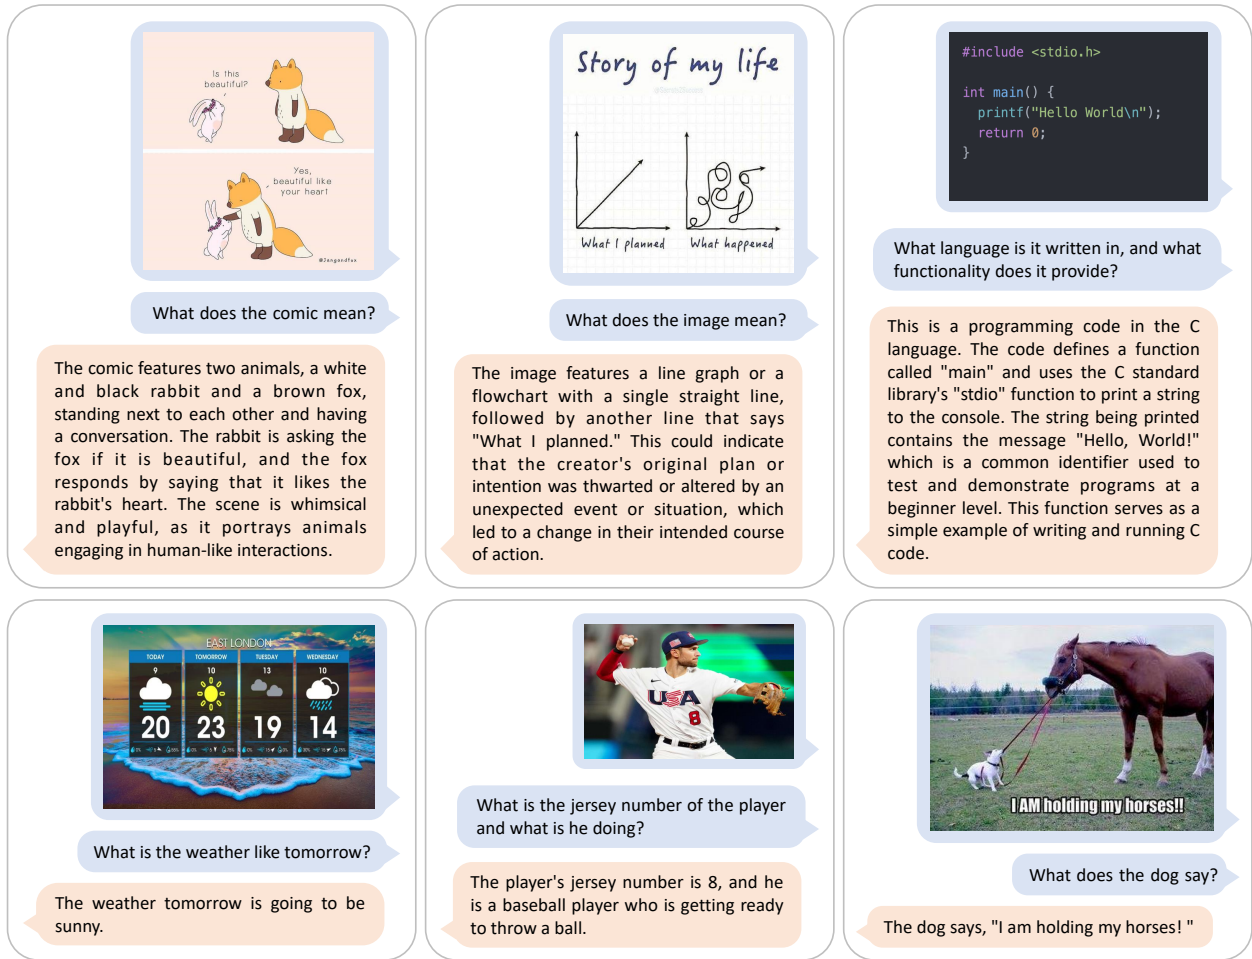 Is this
beautiful?
Yes,
beautiful like
your heart
@Jangandfox
What does the comic mean?
The comic features two animals, a white
and black rabbit and a brown fox,
standing next to each other and having
a conversation. The rabbit is asking the
fox if it is beautiful, and the fox
responds by saying that it likes the
rabbit's heart. The scene is whimsical
and playful, as it portrays animals
engaging in human-like interactions.
Story of my life
What I planned
What happened
What does the image mean?
The image features a line graph or a
flowchart with a single straight line,
followed by another line that says
"What I planned." This could indicate
that the creator's original plan or
intention was thwarted or altered by an
unexpected event or situation, which
led to a change in their intended course
of action.
#include <stdio.h>
int main() {
printf("Hello World\n");
return 0;
}
What language is it written in, and what
functionality does it provide?
This is a programming code in the C
language. The code defines a function
called "main" and uses the C standard
library's "stdio" function to print a string
to the console. The string being printed
contains the message "Hello, World!"
which is a common identifier used to
test and demonstrate programs at a
beginner level. This function serves as a
simple example of writing and running C
code.
EAST LONDON
TODAY TOMORROW TUESDAY WEDNESDAY
9 10 13 10
20 23 19 14
What is the weather like tomorrow?
The weather tomorrow is going to be
sunny.
USA
8
What is the jersey number of the player
and what is he doing?
The player's jersey number is 8, and he
is a baseball player who is getting ready
to throw a ball.
I AM holding my horses!!
What does the dog say?
The dog says, "I am holding my horses! "